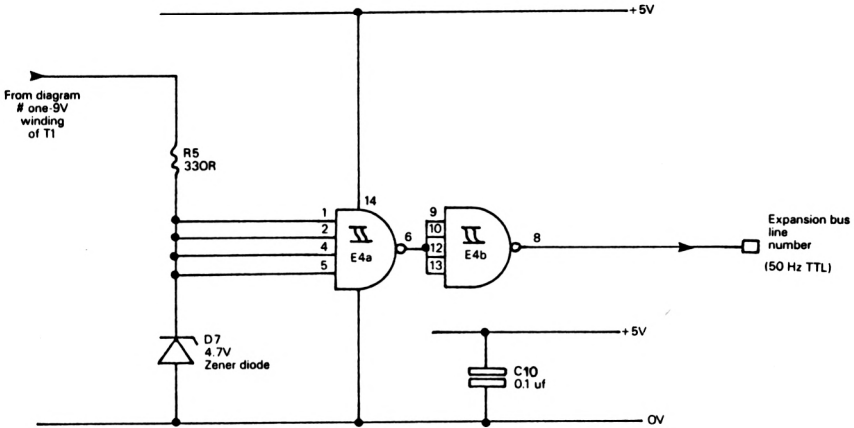 +5V
From diagram
# one-9V
winding
of T1
R5
330R
14
1
2
4
5
E4a
6
9
10
12
13
E4b
8
Expansion bus
line
number
(50 Hz TTL)
D7
4.7V
Zener diode
+5V
C10
0.1 uf
0V